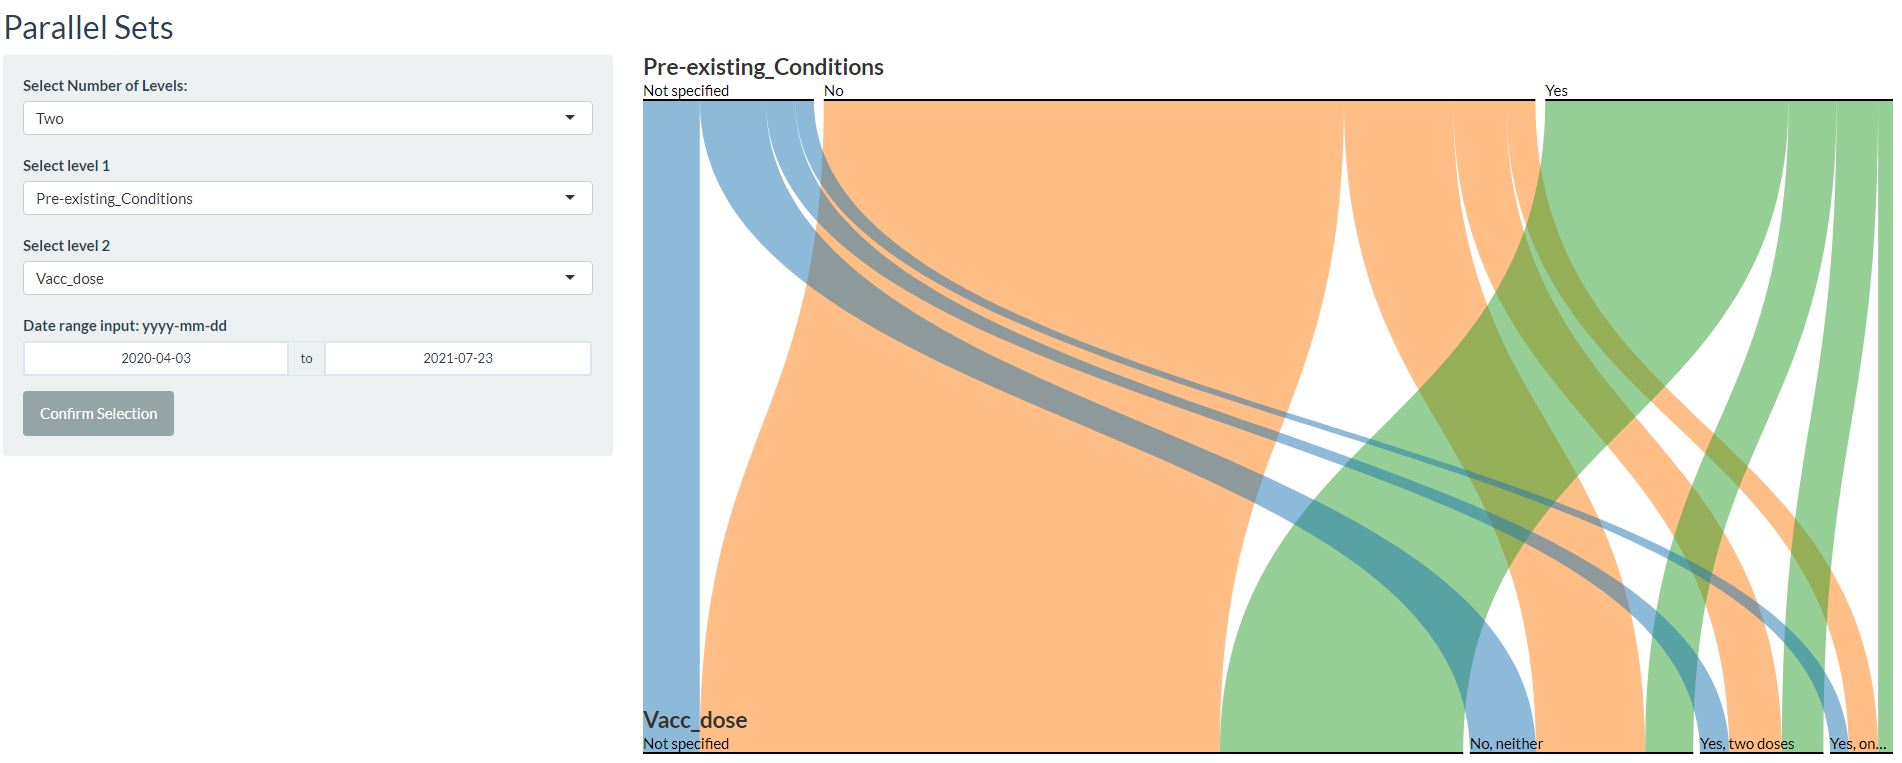 Parallel Sets
Select Number of Levels:
Two
Select level 1
Pre-existing_Conditions
Select level 2
Vacc_dose
Date range input: yyyy-mm-dd
2020-04-03 to 2021-07-23
Confirm Selection
Pre-existing_Conditions
Not specified No Yes
Vacc_dose
Not specified No, neither Yes, two doses Yes, on...